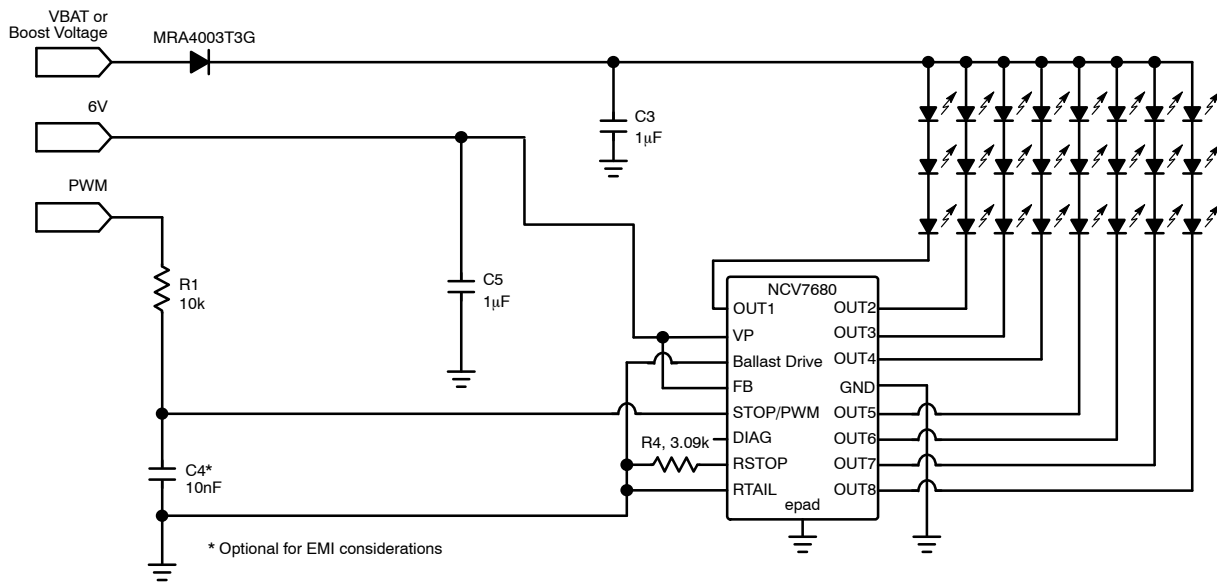 VBAT or
Boost Voltage
MRA4003T3G
6V
C3
1μF
PWM
R1
10k
C5
1μF
NCV7680
OUT1
OUT2
VP
OUT3
Ballast Drive
OUT4
FB
GND
STOP/PWM
OUT5
DIAG
OUT6
R4, 3.09k
RSTOP
OUT7
RTAIL
OUT8
epad
C4*
10nF
* Optional for EMI considerations